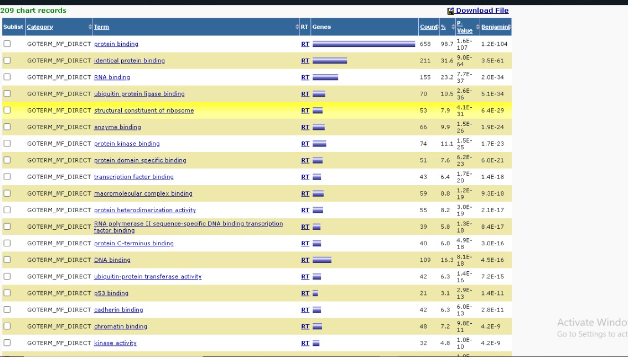 209 chart records
Download File
Sublist Category Term RT Genes Count % P-Value Benjamini
GOTERM_MF_DIRECT protein binding RT 658 98.7 1.6E-107 1.2E-104
GOTERM_MF_DIRECT identical protein binding RT 211 31.6 9.0E-64 3.5E-61
GOTERM_MF_DIRECT RNA binding RT 155 23.2 7.7E-37 2.0E-34
GOTERM_MF_DIRECT ubiquitin protein ligase binding RT 70 10.5 2.6E-36 5.1E-34
GOTERM_MF_DIRECT structural constituent of ribosome RT 53 7.9 4.1E-31 6.4E-29
GOTERM_MF_DIRECT enzyme binding RT 66 9.9 1.5E-26 1.9E-24
GOTERM_MF_DIRECT protein kinase binding RT 74 11.1 1.5E-25 1.7E-23
GOTERM_MF_DIRECT protein domain specific binding RT 51 7.6 6.2E-23 6.0E-21
GOTERM_MF_DIRECT transcription factor binding RT 43 6.4 1.7E-20 1.4E-18
GOTERM_MF_DIRECT macromolecular complex binding RT 59 8.8 1.2E-19 9.3E-18
GOTERM_MF_DIRECT protein heterodimerization activity RT 55 8.2 3.0E-19 2.1E-17
GOTERM_MF_DIRECT RNA polymerase II sequence-specific DNA binding transcription factor binding RT 39 5.8 1.3E-18 8.4E-17
GOTERM_MF_DIRECT protein C-terminus binding RT 40 6.0 4.9E-18 3.0E-16
GOTERM_MF_DIRECT DNA binding RT 109 16.3 8.1E-18 4.5E-16
GOTERM_MF_DIRECT ubiquitin-protein transferase activity RT 42 6.3 1.4E-16 7.2E-15
GOTERM_MF_DIRECT p53 binding RT 21 3.1 2.9E-13 1.4E-11
GOTERM_MF_DIRECT cadherin binding RT 42 6.3 6.0E-13 2.8E-11
GOTERM_MF_DIRECT chromatin binding RT 48 7.2 9.8E-11 4.2E-9
GOTERM_MF_DIRECT kinase activity RT 32 4.8 1.0E-10 4.2E-9
Activate Windo
Go to Settings to act